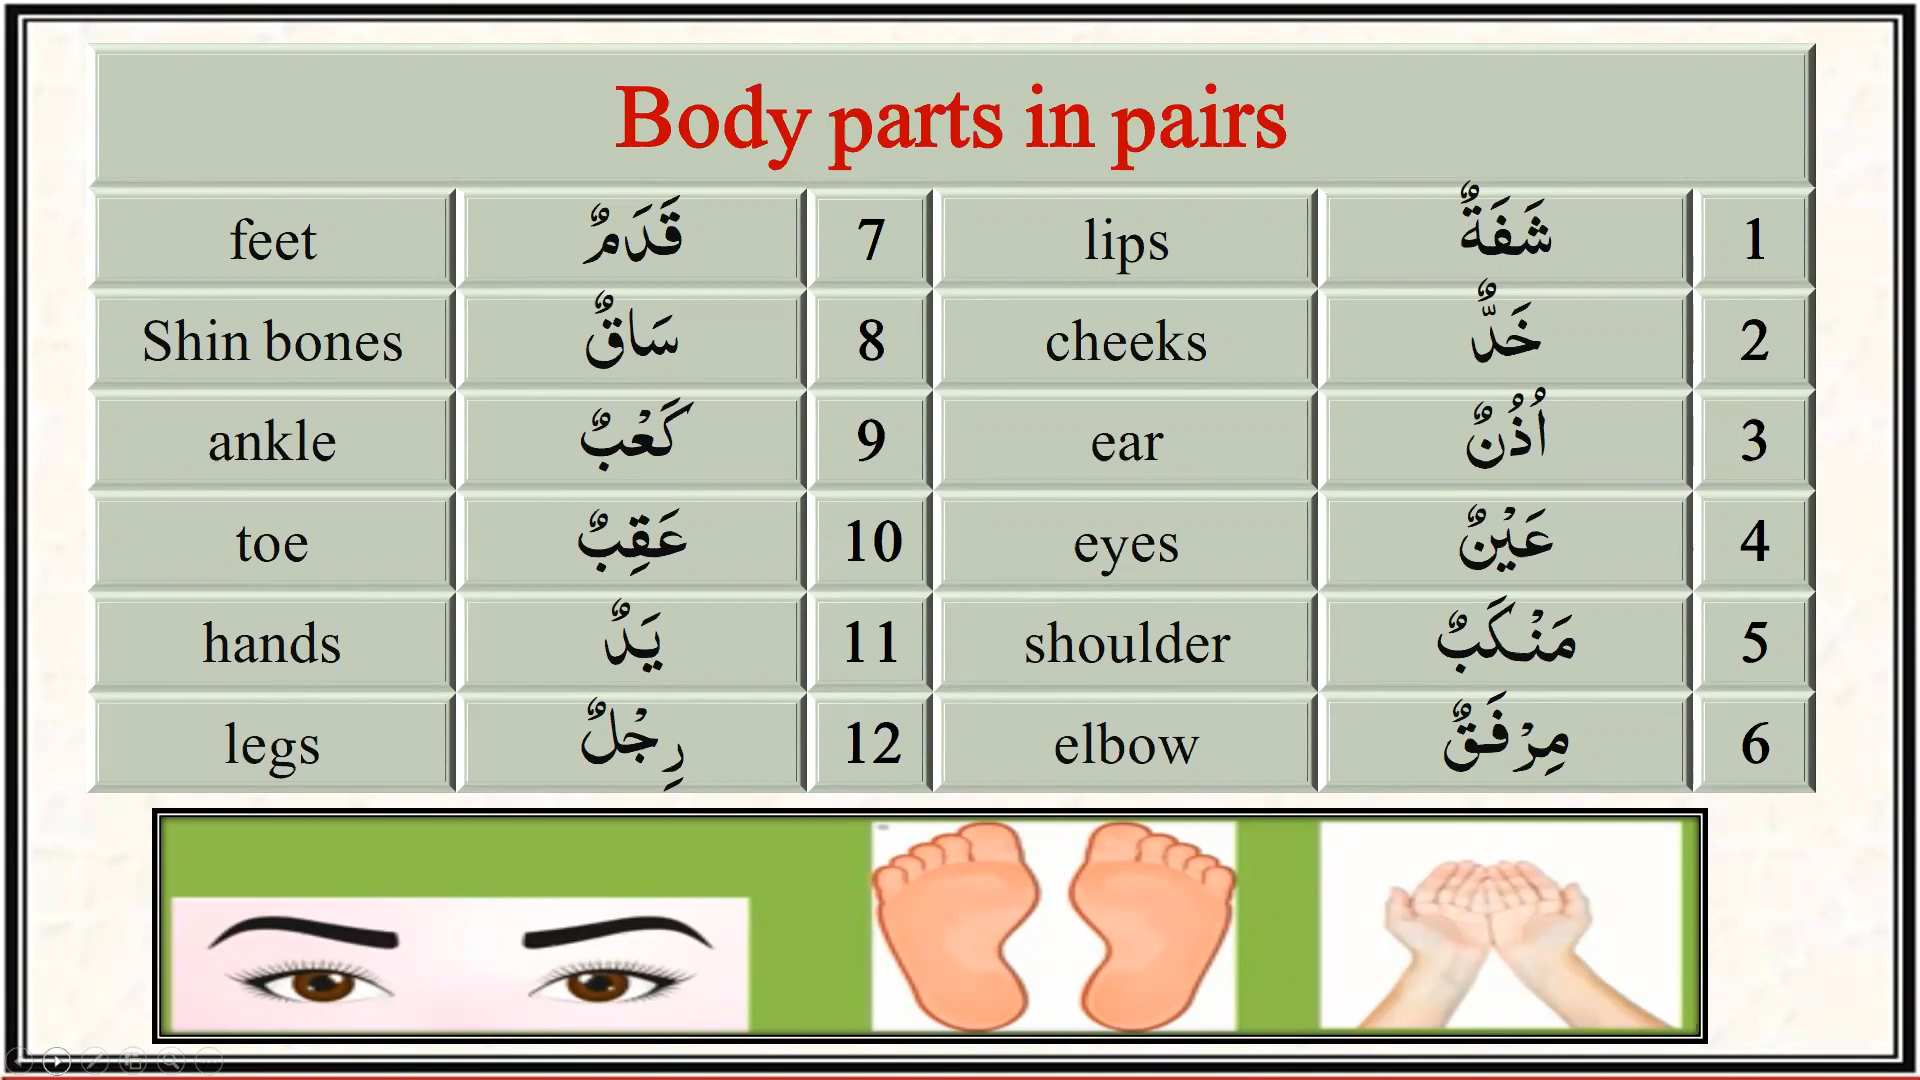 Body parts in pairs
feet قَدَمٌ 7 lips شَفَةٌ 1
Shin bones سَاقٌ 8 cheeks خَدٌّ 2
ankle كَعْبٌ 9 ear اُذُنٌ 3
toe عَقِبٌ 10 eyes عَيْنٌ 4
hands يَدٌ 11 shoulder مَنْكَبٌ 5
legs رِجْلٌ 12 elbow مِرْفَقٌ 6